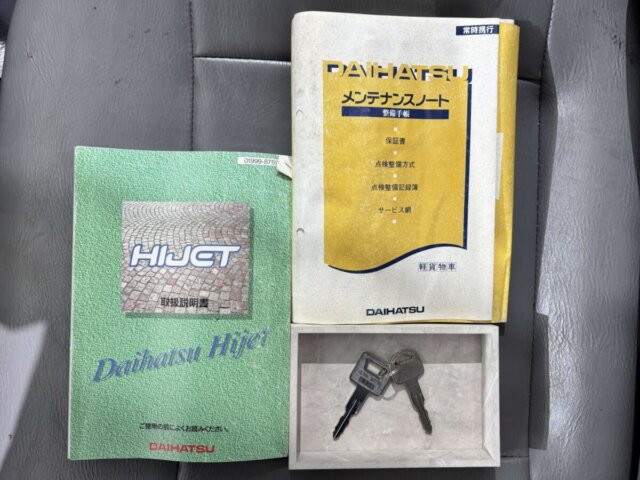 常時携行
DAIHATSU
メンテナンスノート
整備手帳
保証書
点検整備方式
点検整備記録簿
サービス網
軽貨物車
DAIHATSU
HIJET
取扱説明書
Daihatsu Hijet
ご使用の前によくお読みください。
DAIHATSU